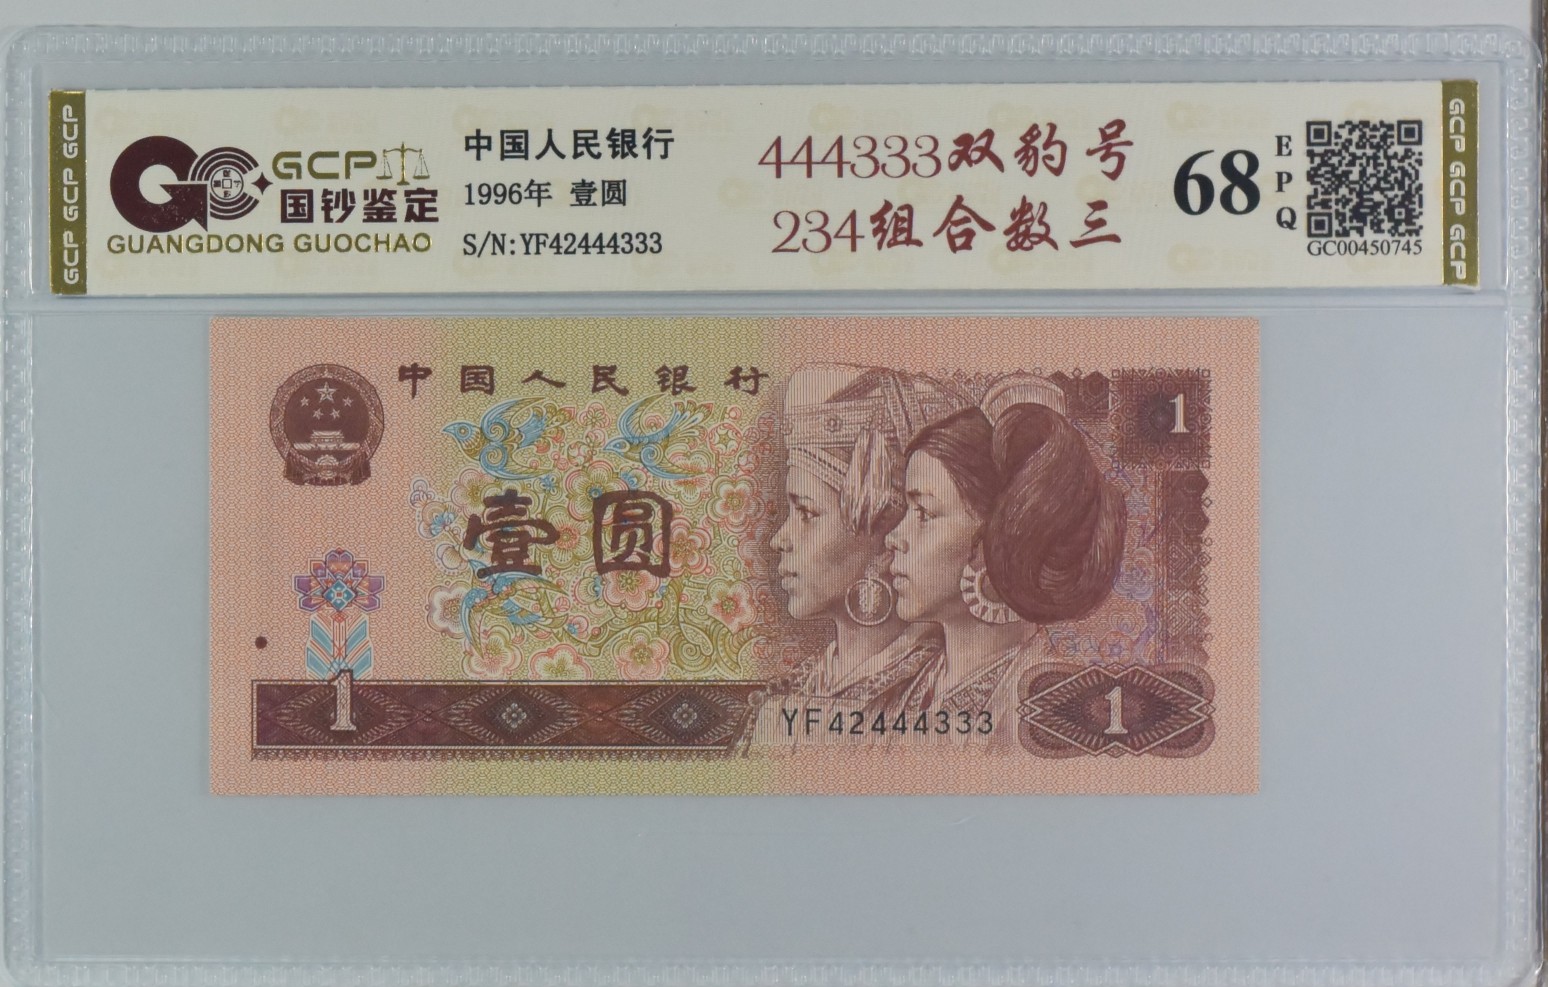 GCP GCP GCP
GCP
国钞鉴定
GUANGDONG GUOCHAO
中国人民银行
1996年 壹圆
S/N:YF42444333
444333双豹号
234组合数三
68
EPQ
GC00450745
GCP GCP GCP
中国人民银行
1
壹圆
1
YF42444333
1